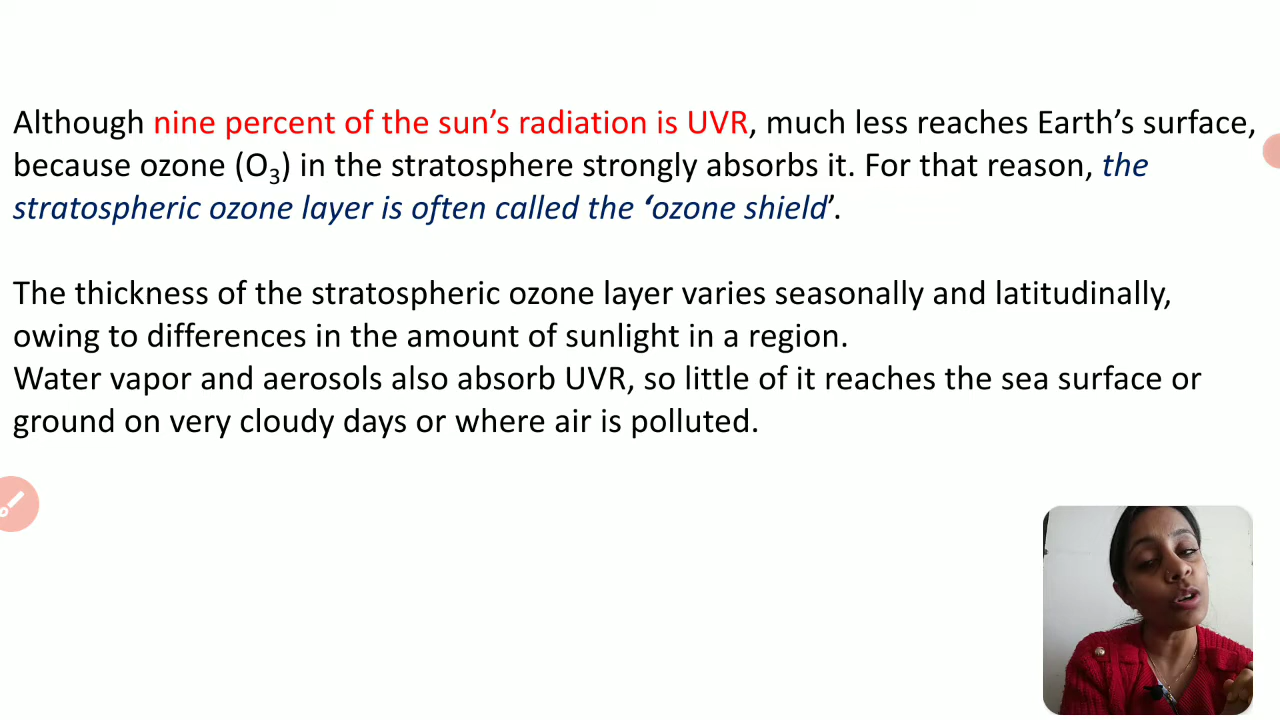 Although nine percent of the sun’s radiation is UVR, much less reaches Earth’s surface,
because ozone (O₃) in the stratosphere strongly absorbs it. For that reason, the
stratospheric ozone layer is often called the ‘ozone shield’.
The thickness of the stratospheric ozone layer varies seasonally and latitudinally,
owing to differences in the amount of sunlight in a region.
Water vapor and aerosols also absorb UVR, so little of it reaches the sea surface or
ground on very cloudy days or where air is polluted.